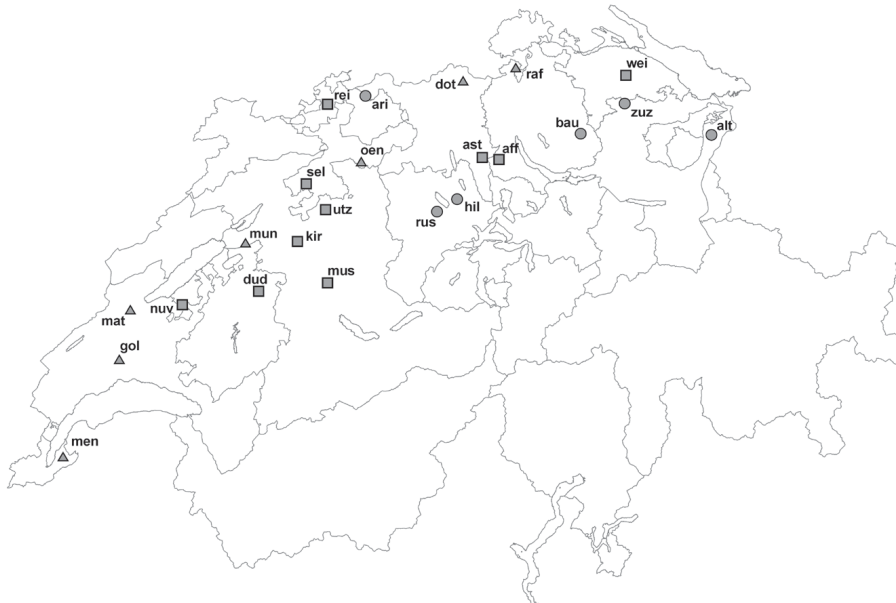 wei
dot
raf
rei
ari
zuz
bau
alt
oen
ast
aff
sel
utz
hil
rus
mun
kir
dud
mus
nuv
mat
gol
men